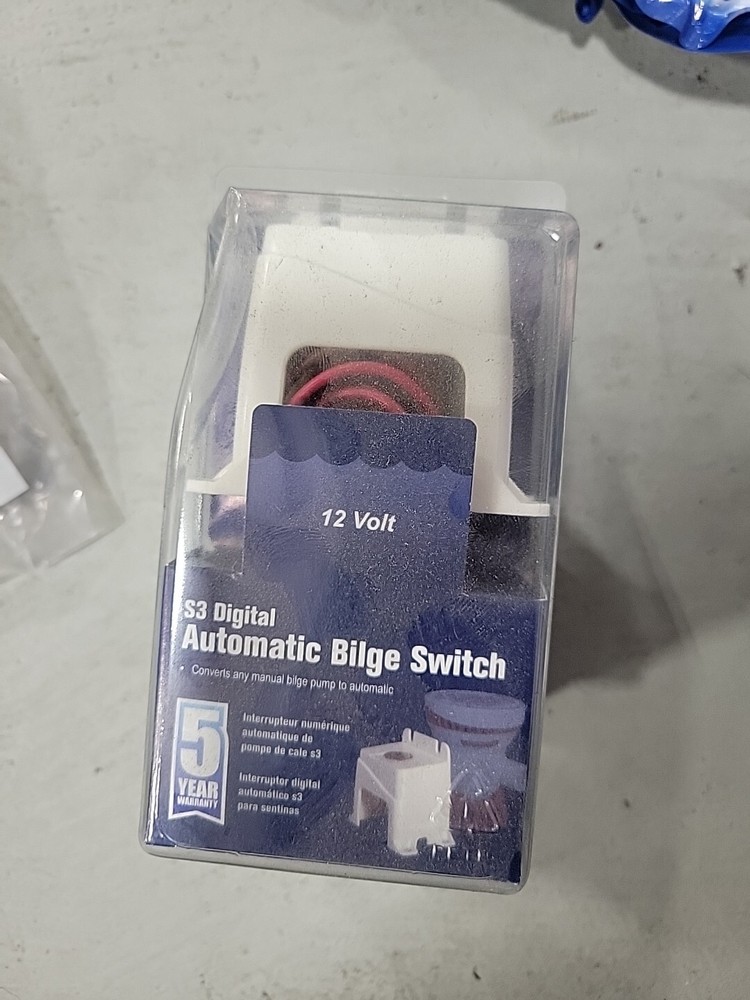 12 Volt
S3 Digital
Automatic Bilge Switch
• Converts any manual bilge pump to automatic
5
YEAR
WARRANTY
Interrupteur numérique
automatique de
pompe de cale s3
Interruptor digital
automático s3
para sentinas